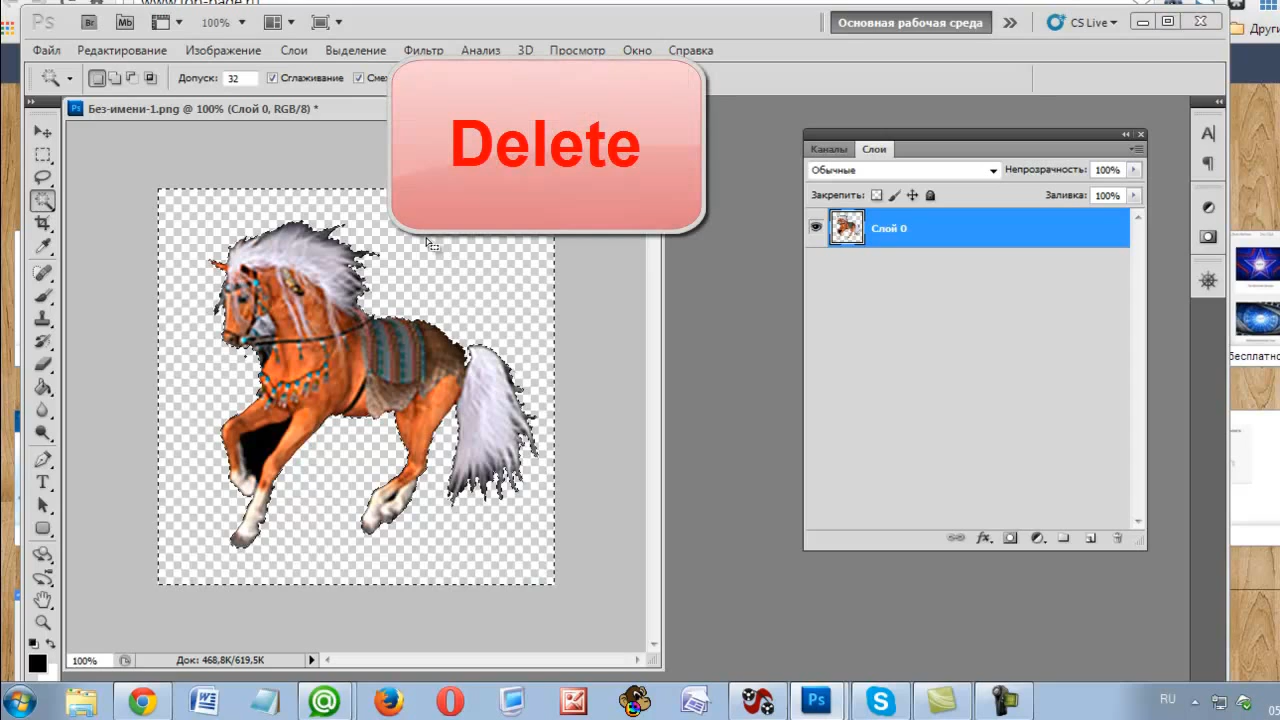 Ps Br Mb 100% Основная рабочая среда CS Live
Файл Редактирование Изображение Слои Выделение Фильтр Анализ 3D Просмотр Окно Справка
Допуск: 32 Сглаживание
Без-имени-1.png @ 100% (Слой 0, RGB/8) *
Delete
Каналы Слои
Обычные Непрозрачность: 100%
Закрепить: Заливка: 100%
Слой 0
100% Док: 468,8K/619,5K
RU